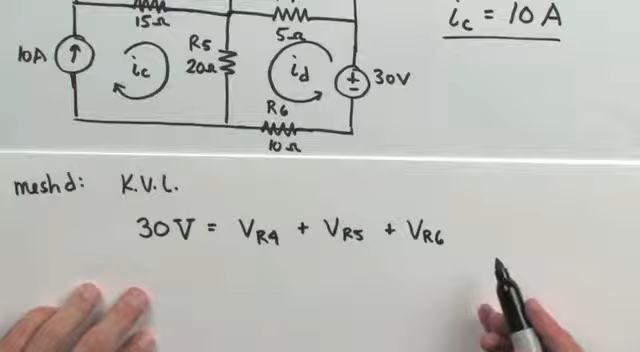 i_c = 10 A
15Ω
5Ω
10A
R5
20Ω
i_c
i_d
+
−
30V
R6
10Ω
mesh d: K.V.L.
30V = V_R4 + V_R5 + V_R6